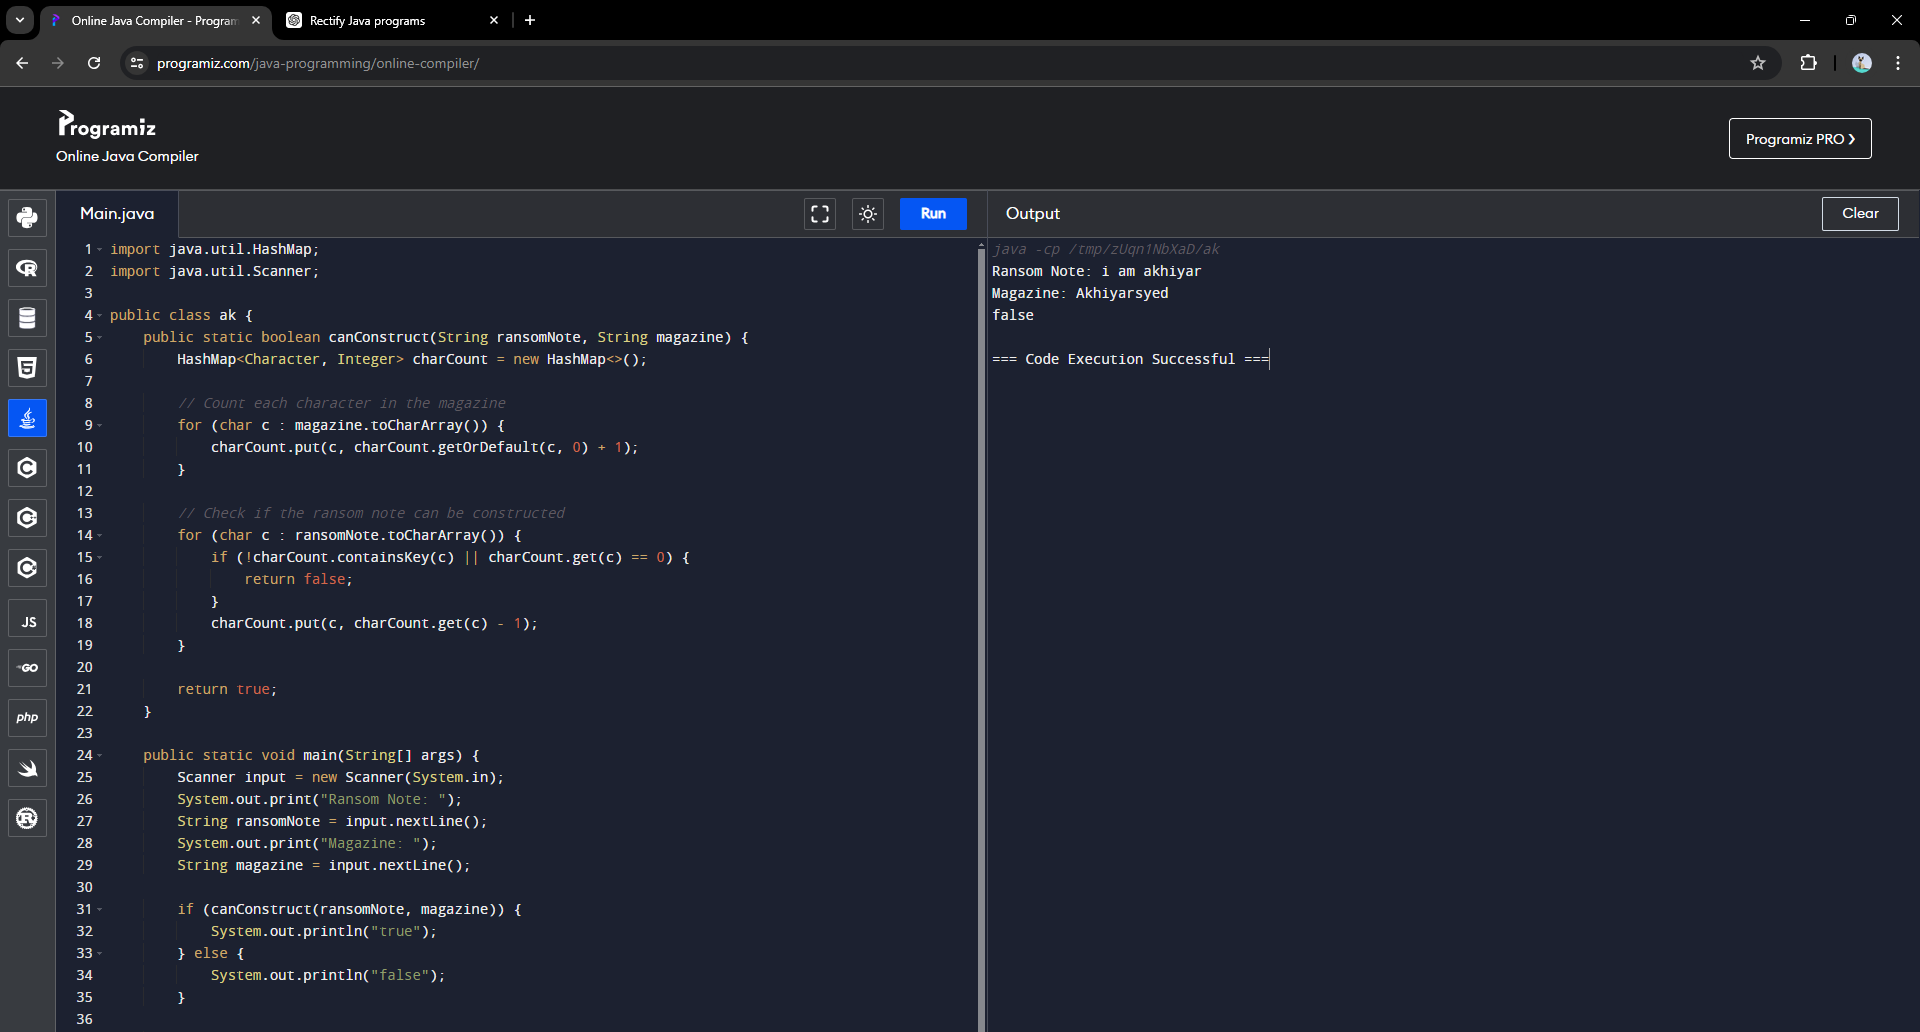 Online Java Compiler - Program
Rectify Java programs
programiz.com/java-programming/online-compiler/
Programiz
Online Java Compiler
Programiz PRO ❯
Main.java
Run
Output
Clear
1 import java.util.HashMap;
2 import java.util.Scanner;
3
4 public class ak {
5     public static boolean canConstruct(String ransomNote, String magazine) {
6         HashMap<Character, Integer> charCount = new HashMap<>();
7
8         // Count each character in the magazine
9         for (char c : magazine.toCharArray()) {
10             charCount.put(c, charCount.getOrDefault(c, 0) + 1);
11         }
12
13         // Check if the ransom note can be constructed
14         for (char c : ransomNote.toCharArray()) {
15             if (!charCount.containsKey(c) || charCount.get(c) == 0) {
16                 return false;
17             }
18             charCount.put(c, charCount.get(c) - 1);
19         }
20
21         return true;
22     }
23
24     public static void main(String[] args) {
25         Scanner input = new Scanner(System.in);
26         System.out.print("Ransom Note: ");
27         String ransomNote = input.nextLine();
28         System.out.print("Magazine: ");
29         String magazine = input.nextLine();
30
31         if (canConstruct(ransomNote, magazine)) {
32             System.out.println("true");
33         } else {
34             System.out.println("false");
35         }
36
java -cp /tmp/zUqn1NbXaD/ak
Ransom Note: i am akhiyar
Magazine: Akhiyarsyed
false
=== Code Execution Successful ===
R
5
C
C
C
JS
GO
php
R